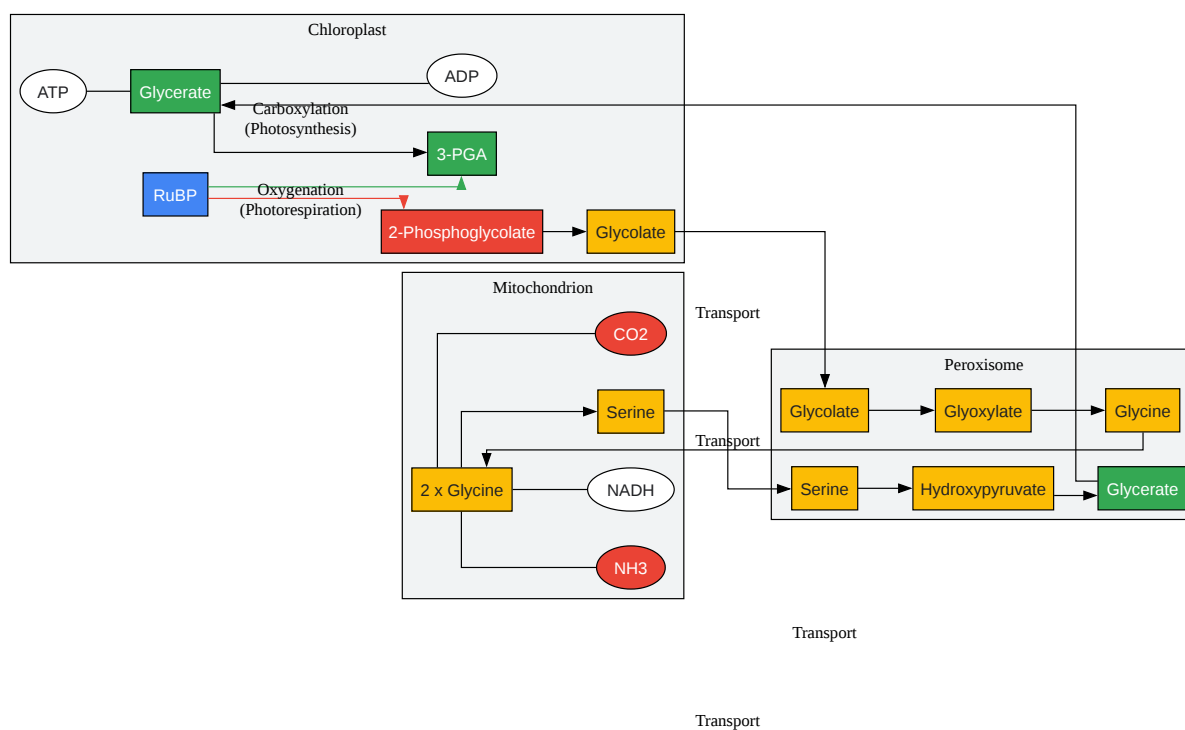 Chloroplast
ATP
Glycerate
ADP
Carboxylation
(Photosynthesis)
3-PGA
RuBP
Oxygenation
(Photorespiration)
2-Phosphoglycolate
Glycolate
Mitochondrion
CO2
Serine
2 x Glycine
NADH
NH3
Transport
Transport
Peroxisome
Glycolate
Glyoxylate
Glycine
Serine
Hydroxypyruvate
Glycerate
Transport
Transport